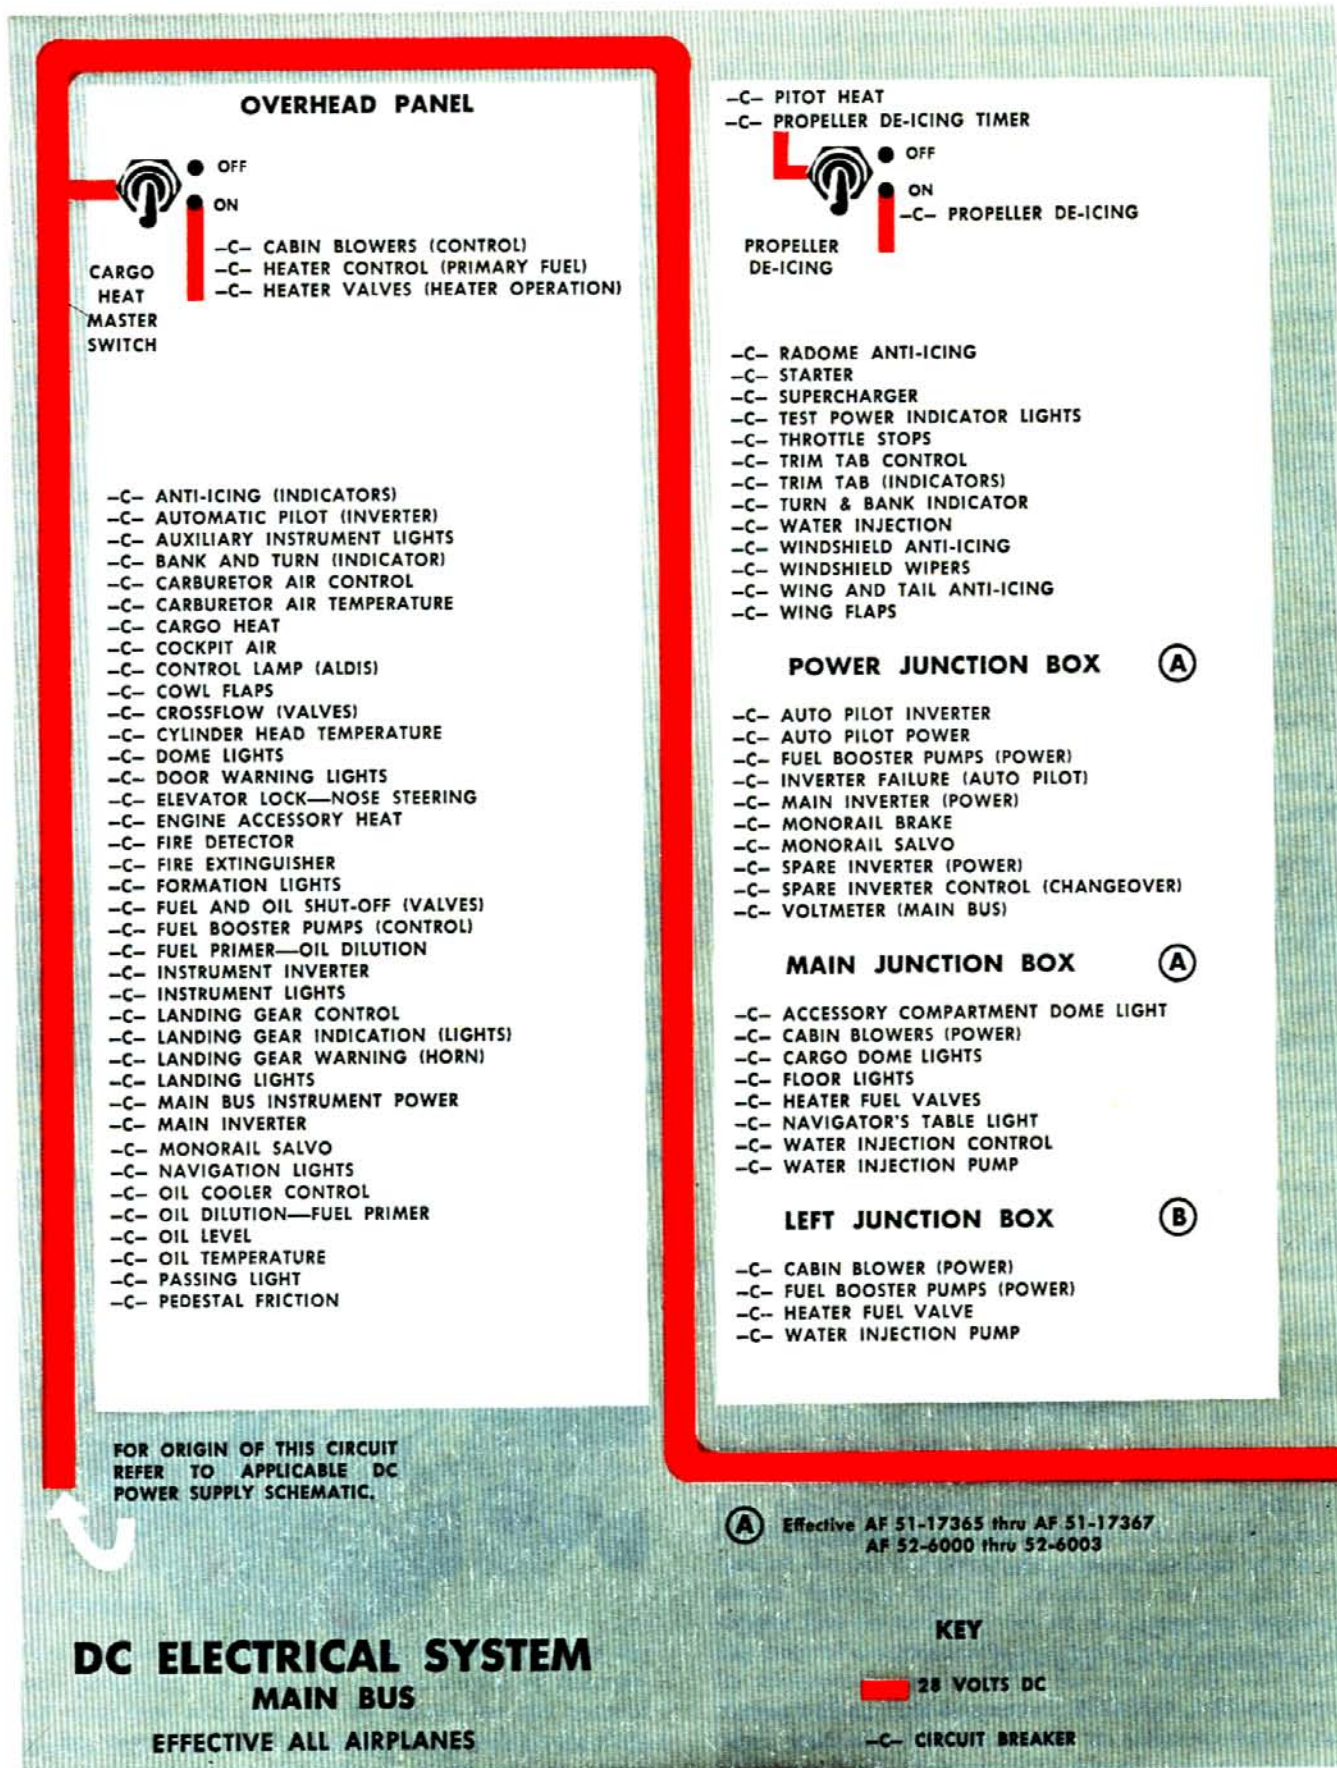 OVERHEAD PANEL
OFF
ON
CARGO
HEAT
MASTER
SWITCH
–C– CABIN BLOWERS (CONTROL)
–C– HEATER CONTROL (PRIMARY FUEL)
–C– HEATER VALVES (HEATER OPERATION)
–C– ANTI-ICING (INDICATORS)
–C– AUTOMATIC PILOT (INVERTER)
–C– AUXILIARY INSTRUMENT LIGHTS
–C– BANK AND TURN (INDICATOR)
–C– CARBURETOR AIR CONTROL
–C– CARBURETOR AIR TEMPERATURE
–C– CARGO HEAT
–C– COCKPIT AIR
–C– CONTROL LAMP (ALDIS)
–C– COWL FLAPS
–C– CROSSFLOW (VALVES)
–C– CYLINDER HEAD TEMPERATURE
–C– DOME LIGHTS
–C– DOOR WARNING LIGHTS
–C– ELEVATOR LOCK—NOSE STEERING
–C– ENGINE ACCESSORY HEAT
–C– FIRE DETECTOR
–C– FIRE EXTINGUISHER
–C– FORMATION LIGHTS
–C– FUEL AND OIL SHUT-OFF (VALVES)
–C– FUEL BOOSTER PUMPS (CONTROL)
–C– FUEL PRIMER—OIL DILUTION
–C– INSTRUMENT INVERTER
–C– INSTRUMENT LIGHTS
–C– LANDING GEAR CONTROL
–C– LANDING GEAR INDICATION (LIGHTS)
–C– LANDING GEAR WARNING (HORN)
–C– LANDING LIGHTS
–C– MAIN BUS INSTRUMENT POWER
–C– MAIN INVERTER
–C– MONORAIL SALVO
–C– NAVIGATION LIGHTS
–C– OIL COOLER CONTROL
–C– OIL DILUTION—FUEL PRIMER
–C– OIL LEVEL
–C– OIL TEMPERATURE
–C– PASSING LIGHT
–C– PEDESTAL FRICTION
–C– PITOT HEAT
–C– PROPELLER DE-ICING TIMER
OFF
ON
–C– PROPELLER DE-ICING
PROPELLER
DE-ICING
–C– RADOME ANTI-ICING
–C– STARTER
–C– SUPERCHARGER
–C– TEST POWER INDICATOR LIGHTS
–C– THROTTLE STOPS
–C– TRIM TAB CONTROL
–C– TRIM TAB (INDICATORS)
–C– TURN & BANK INDICATOR
–C– WATER INJECTION
–C– WINDSHIELD ANTI-ICING
–C– WINDSHIELD WIPERS
–C– WING AND TAIL ANTI-ICING
–C– WING FLAPS
POWER JUNCTION BOX A
–C– AUTO PILOT INVERTER
–C– AUTO PILOT POWER
–C– FUEL BOOSTER PUMPS (POWER)
–C– INVERTER FAILURE (AUTO PILOT)
–C– MAIN INVERTER (POWER)
–C– MONORAIL BRAKE
–C– MONORAIL SALVO
–C– SPARE INVERTER (POWER)
–C– SPARE INVERTER CONTROL (CHANGEOVER)
–C– VOLTMETER (MAIN BUS)
MAIN JUNCTION BOX A
–C– ACCESSORY COMPARTMENT DOME LIGHT
–C– CABIN BLOWERS (POWER)
–C– CARGO DOME LIGHTS
–C– FLOOR LIGHTS
–C– HEATER FUEL VALVES
–C– NAVIGATOR'S TABLE LIGHT
–C– WATER INJECTION CONTROL
–C– WATER INJECTION PUMP
LEFT JUNCTION BOX B
–C– CABIN BLOWER (POWER)
–C– FUEL BOOSTER PUMPS (POWER)
–C– HEATER FUEL VALVE
–C– WATER INJECTION PUMP
FOR ORIGIN OF THIS CIRCUIT
REFER TO APPLICABLE DC
POWER SUPPLY SCHEMATIC.
A Effective AF 51-17365 thru AF 51-17367
AF 52-6000 thru 52-6003
DC ELECTRICAL SYSTEM
MAIN BUS
EFFECTIVE ALL AIRPLANES
KEY
28 VOLTS DC
–C– CIRCUIT BREAKER